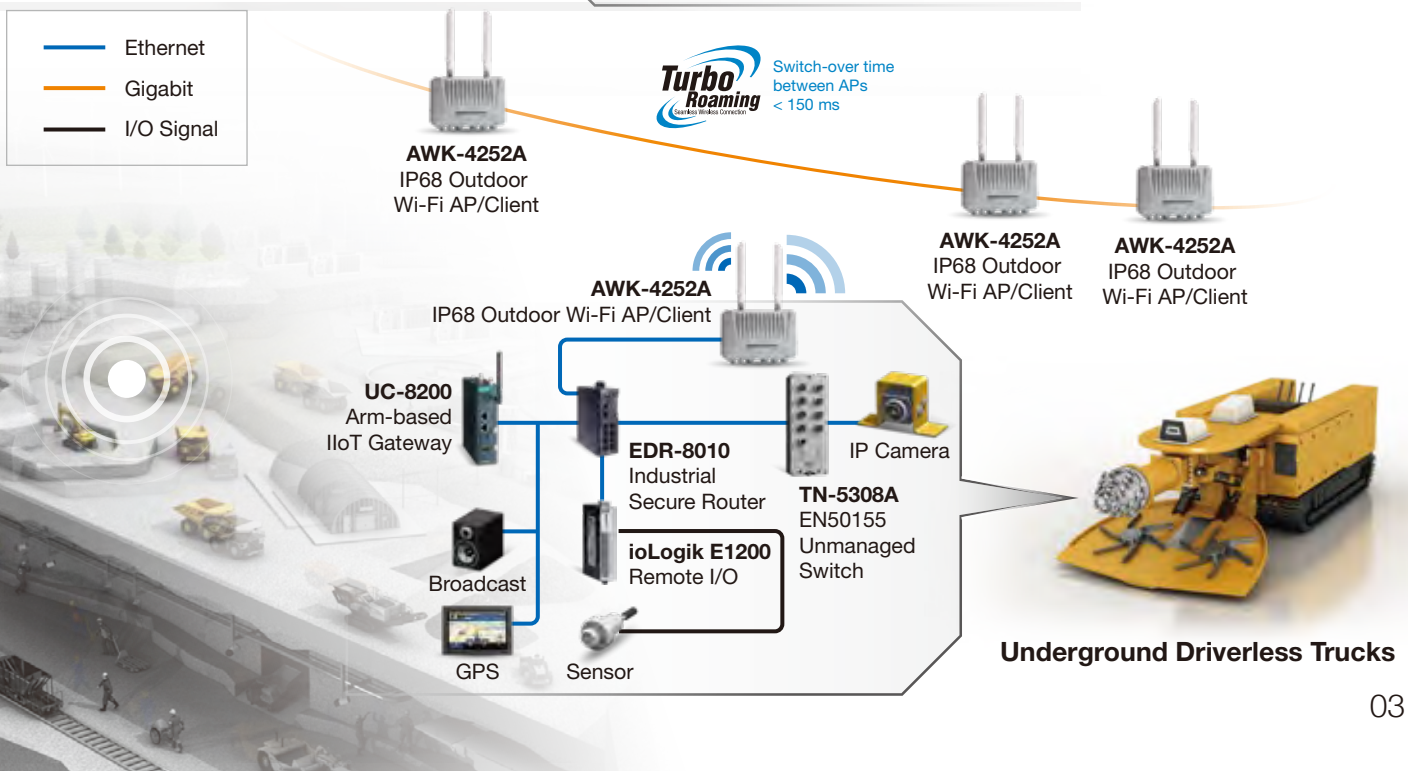 Ethernet
Gigabit
I/O Signal
Turbo
Roaming
Seamless Wireless Connection
Switch-over time
between APs
< 150 ms
AWK-4252A
IP68 Outdoor
Wi-Fi AP/Client
AWK-4252A
IP68 Outdoor
Wi-Fi AP/Client
AWK-4252A
IP68 Outdoor
Wi-Fi AP/Client
AWK-4252A
IP68 Outdoor Wi-Fi AP/Client
UC-8200
Arm-based
IIoT Gateway
EDR-8010
Industrial
Secure Router
IP Camera
TN-5308A
EN50155
Unmanaged
Switch
ioLogik E1200
Remote I/O
Broadcast
GPS
Sensor
Underground Driverless Trucks
03